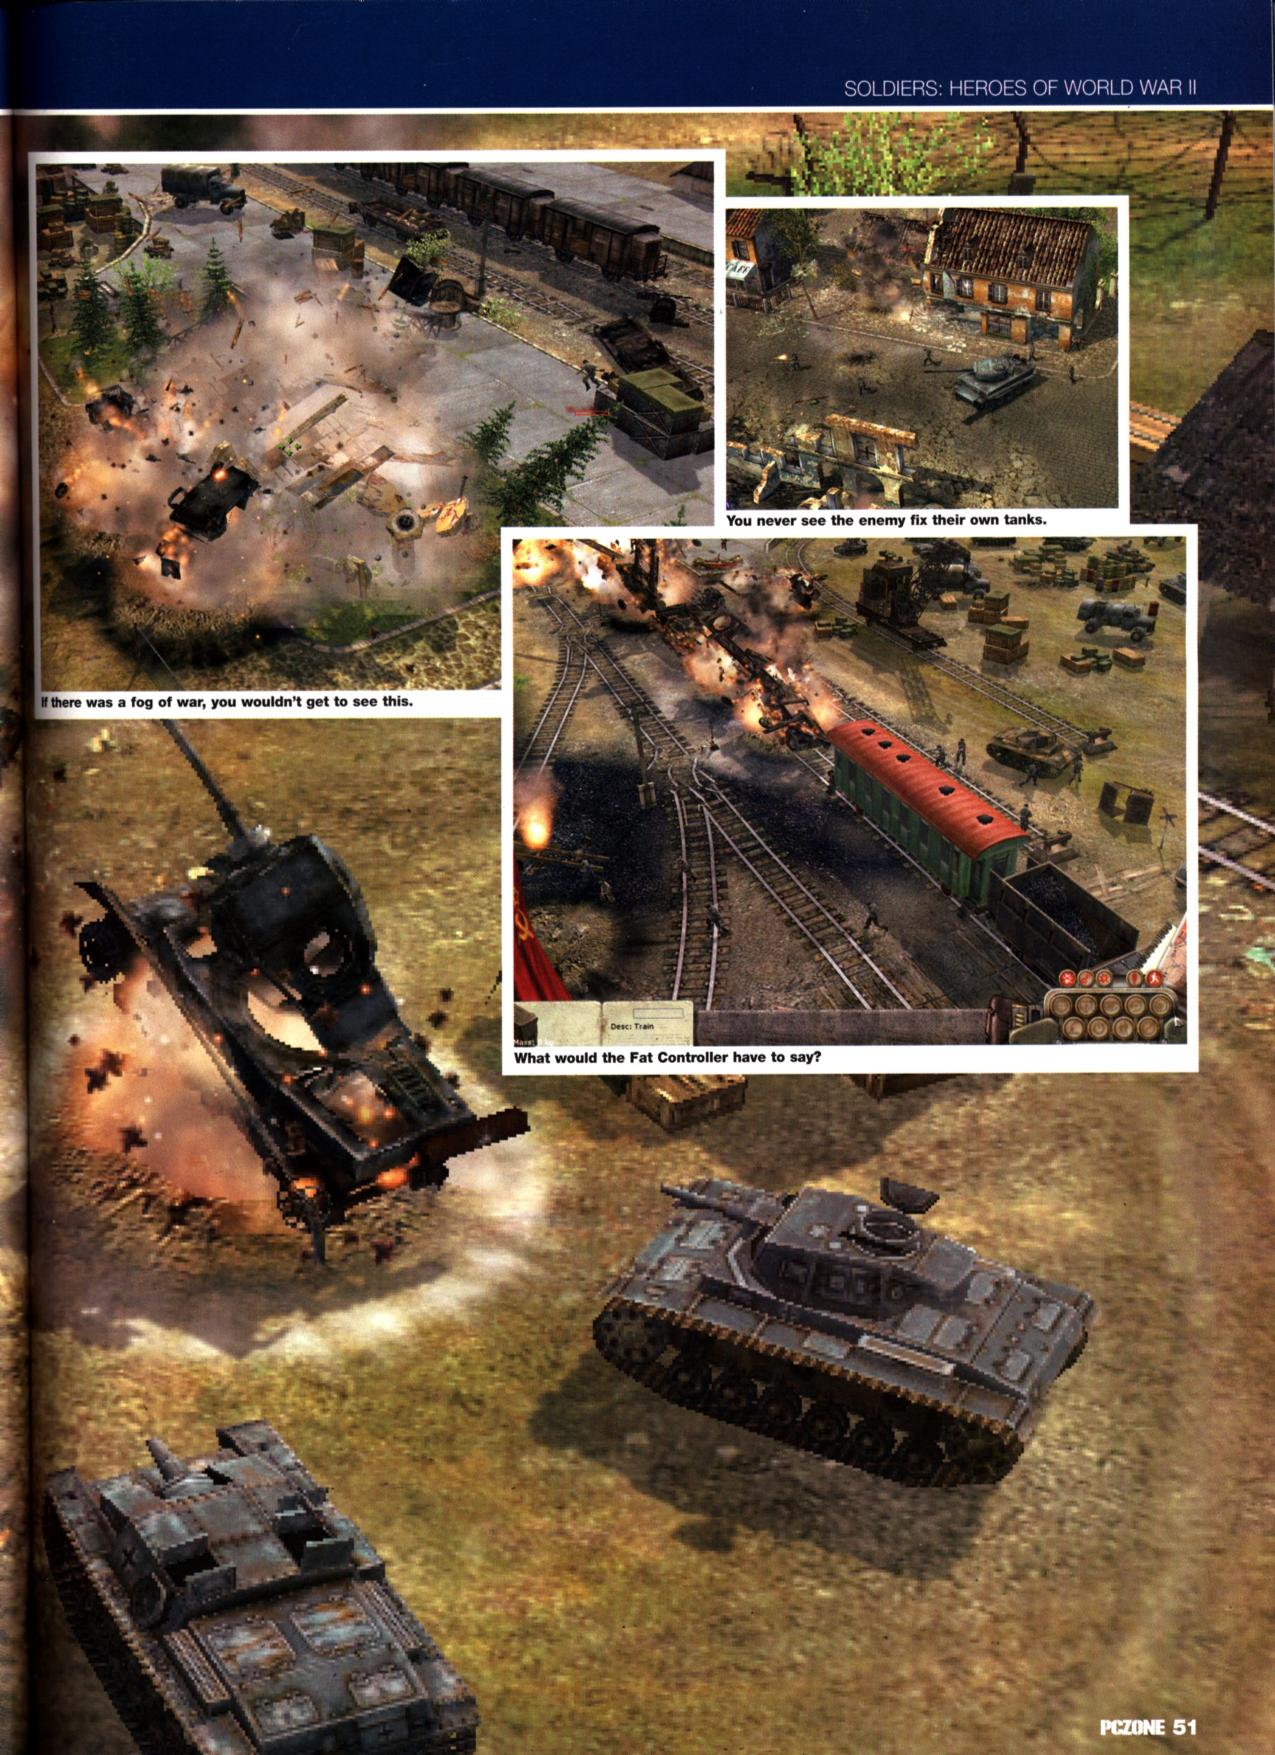 SOLDIERS: HEROES OF WORLD WAR II
You never see the enemy fix their own tanks.
If there was a fog of war, you wouldn't get to see this.
Desc: Train
What would the Fat Controller have to say?
PCZONE 51